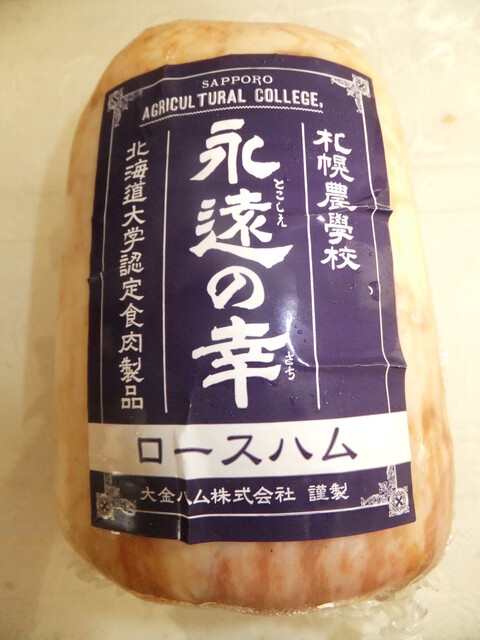 SAPPORO
AGRICULTURAL COLLEGE,
札幌農學校
永遠の幸
とこしえ
さち
北海道大学認定食肉製品
ロースハム
大金ハム株式会社 謹製